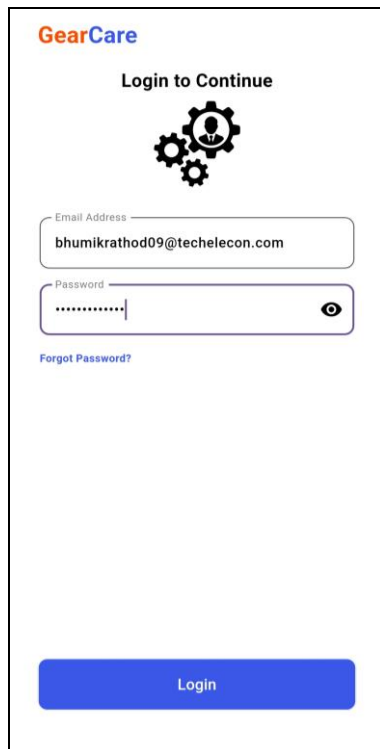 GearCare
Login to Continue
Email Address
bhumikrathod09@techelecon.com
Password
•••••••••••••
Forgot Password?
Login